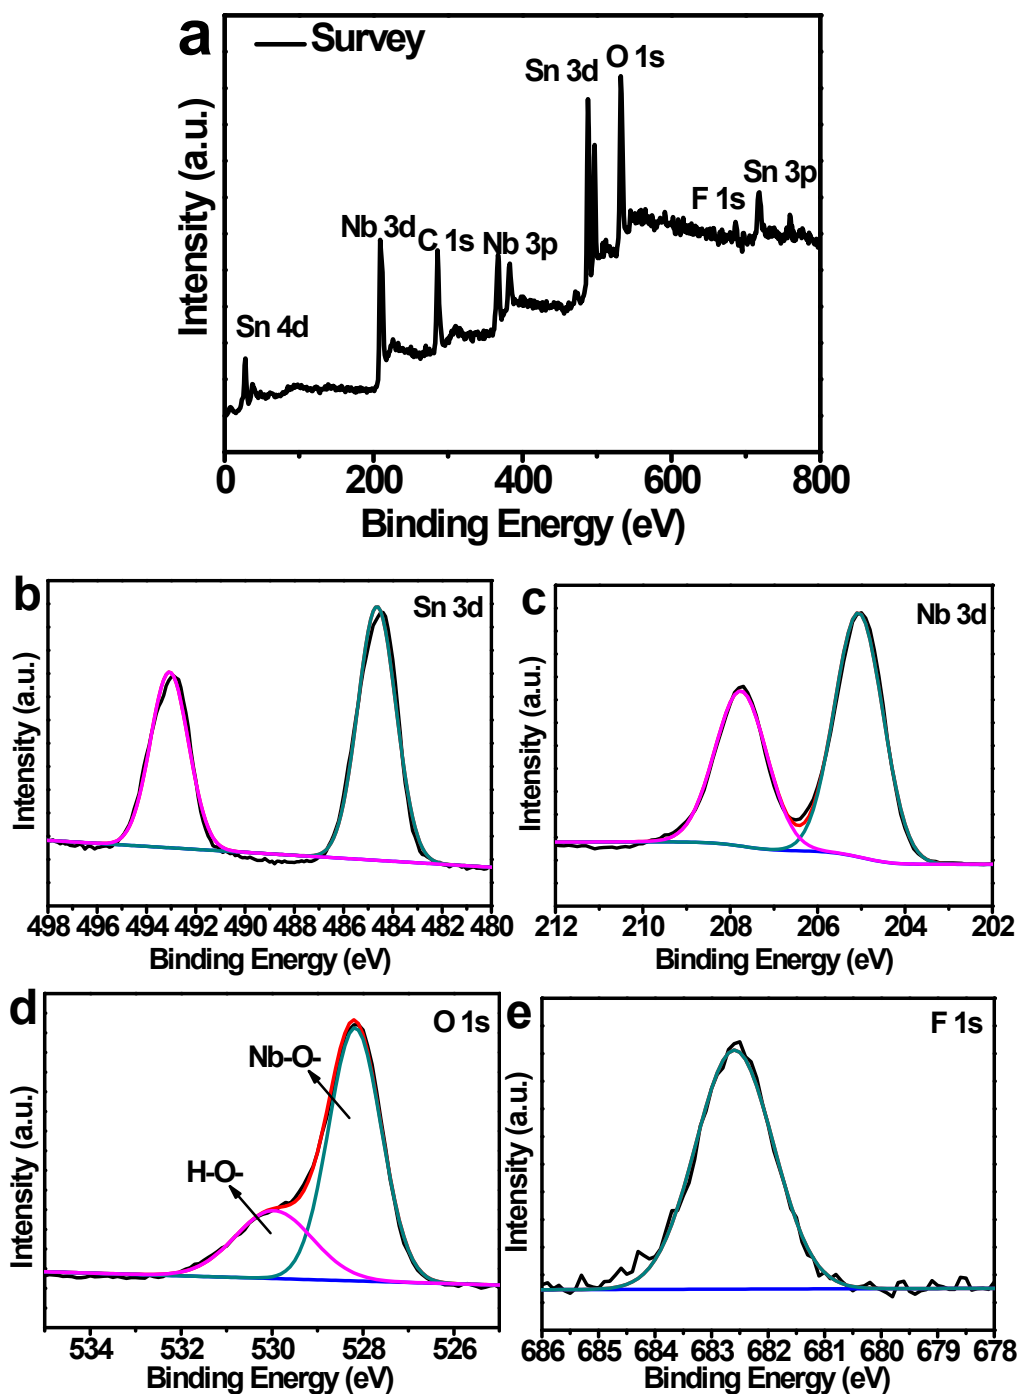 a
Survey
Sn 3d
O 1s
Nb 3d
C 1s
Nb 3p
F 1s
Sn 3p
Sn 4d
Intensity (a.u.)
0 200 400 600 800
Binding Energy (eV)
b
Sn 3d
Intensity (a.u.)
498 496 494 492 490 488 486 484 482 480
Binding Energy (eV)
c
Nb 3d
Intensity (a.u.)
212 210 208 206 204 202
Binding Energy (eV)
d
O 1s
Nb-O-
H-O-
Intensity (a.u.)
534 532 530 528 526
Binding Energy (eV)
e
F 1s
Intensity (a.u.)
686 685 684 683 682 681 680 679 678
Binding Energy (eV)